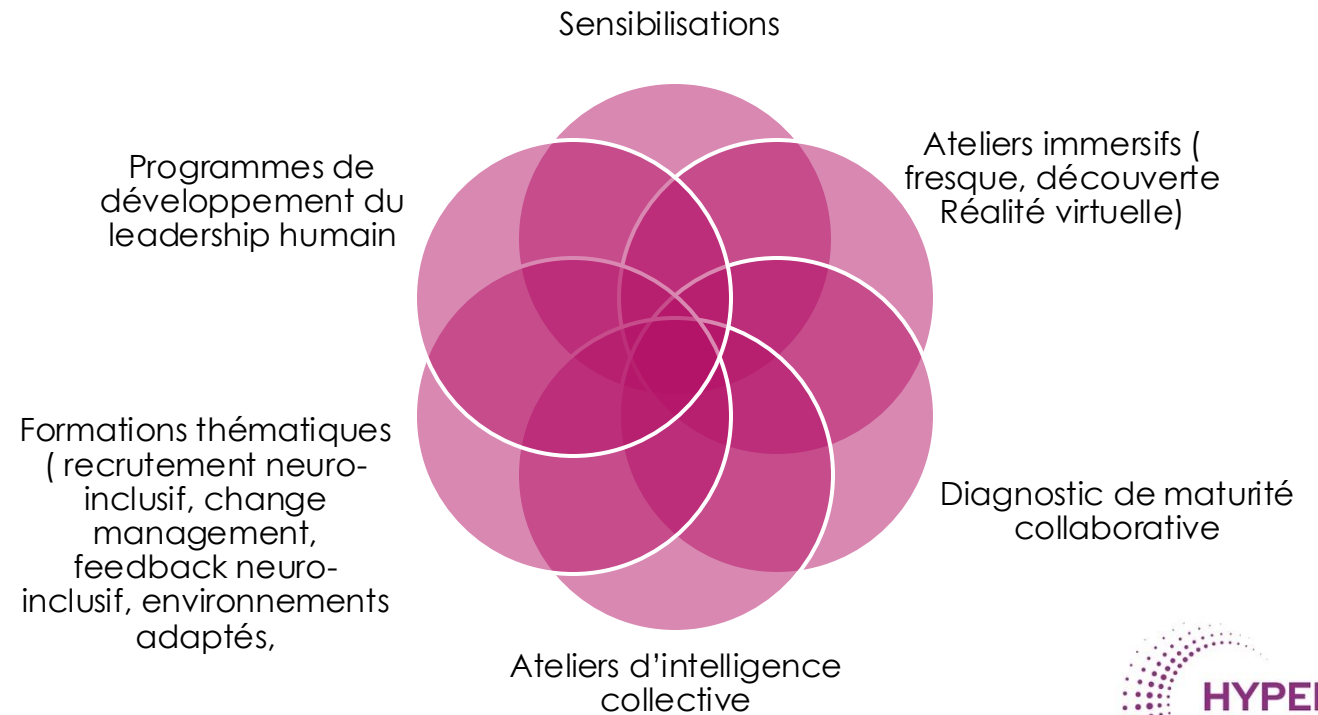 Sensibilisations
Ateliers immersifs (
fresque, découverte
Réalité virtuelle)
Diagnostic de maturité
collaborative
Ateliers d'intelligence
collective
Formations thématiques
( recrutement neuro-
inclusif, change
management,
feedback neuro-
inclusif, environnements
adaptés,
Programmes de
développement du
leadership humain